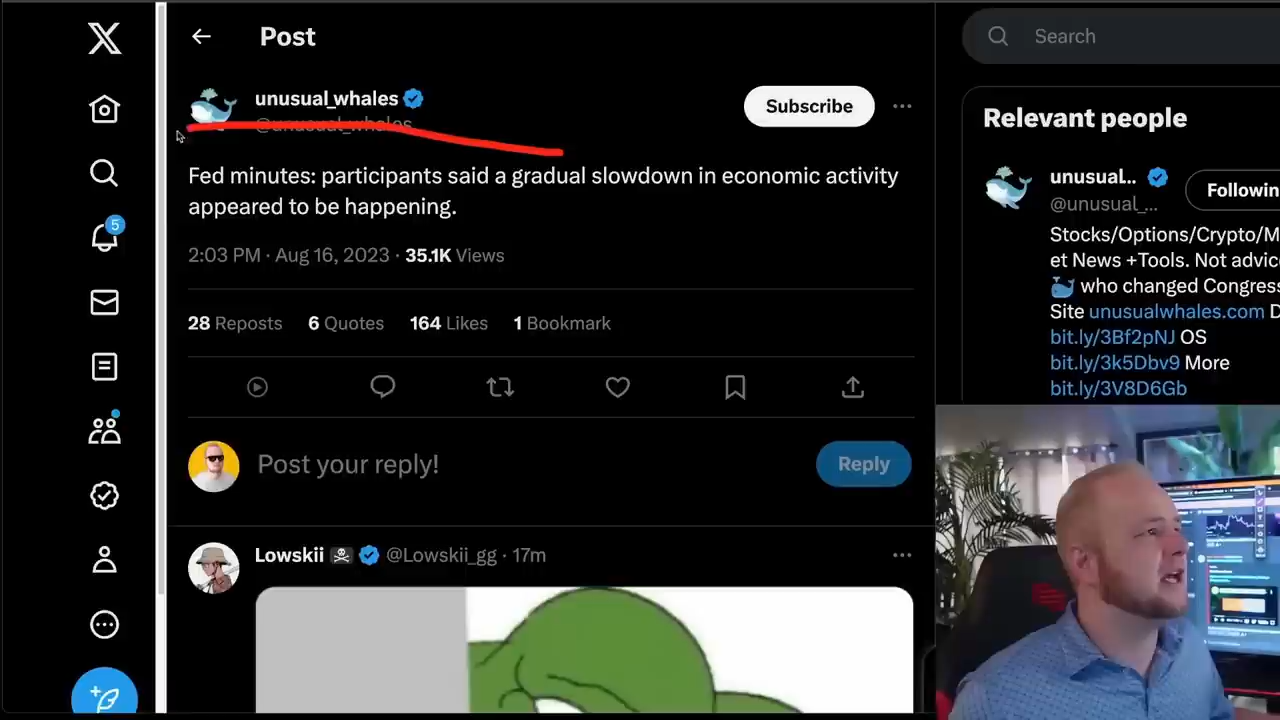 Post
Search
unusual_whales
@unusual_whales
Subscribe
Fed minutes: participants said a gradual slowdown in economic activity
appeared to be happening.
2:03 PM · Aug 16, 2023 · 35.1K Views
28 Reposts 6 Quotes 164 Likes 1 Bookmark
Post your reply!
Reply
Lowskii @Lowskii_gg · 17m
5
Relevant people
unusual...
@unusual_...
Followin
Stocks/Options/Crypto/M
et News +Tools. Not advic
who changed Congres
Site unusualwhales.com D
bit.ly/3Bf2pNJ OS
bit.ly/3k5Dbv9 More
bit.ly/3V8D6Gb